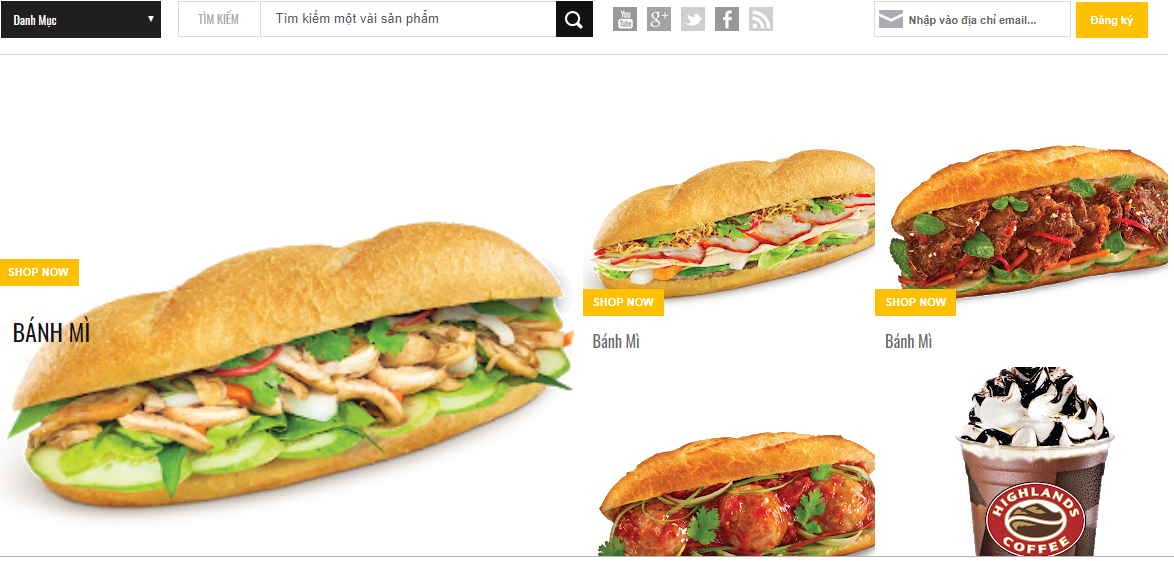 Danh Mục
TÌM KIẾM
Tìm kiếm một vài sản phẩm
You
Tube
g+
f
Nhập vào địa chỉ email...
Đăng ký
SHOP NOW
BÁNH MÌ
SHOP NOW
Bánh Mì
SHOP NOW
Bánh Mì
HIGHLANDS
COFFEE